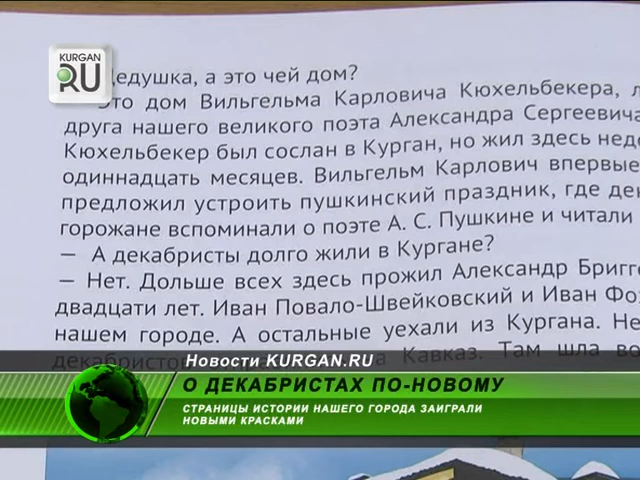 KURGAN
RU
Дедушка, а это чей дом?
Это дом Вильгельма Карловича Кюхельбекера, л
друга нашего великого поэта Александра Сергеевича
Кюхельбекер был сослан в Курган, но жил здесь недо
одиннадцать месяцев. Вильгельм Карлович впервые
предложил устроить пушкинский праздник, где де
горожане вспоминали о поэте А. С. Пушкине и читали
— А декабристы долго жили в Кургане?
— Нет. Дольше всех здесь прожил Александр Бригг
двадцати лет. Иван Повало-Швейковский и Иван Фох
нашем городе. А остальные уехали из Кургана. Не
Кавказ. Там шла во
Новости KURGAN.RU
О ДЕКАБРИСТАХ ПО-НОВОМУ
СТРАНИЦЫ ИСТОРИИ НАШЕГО ГОРОДА ЗАИГРАЛИ
НОВЫМИ КРАСКАМИ